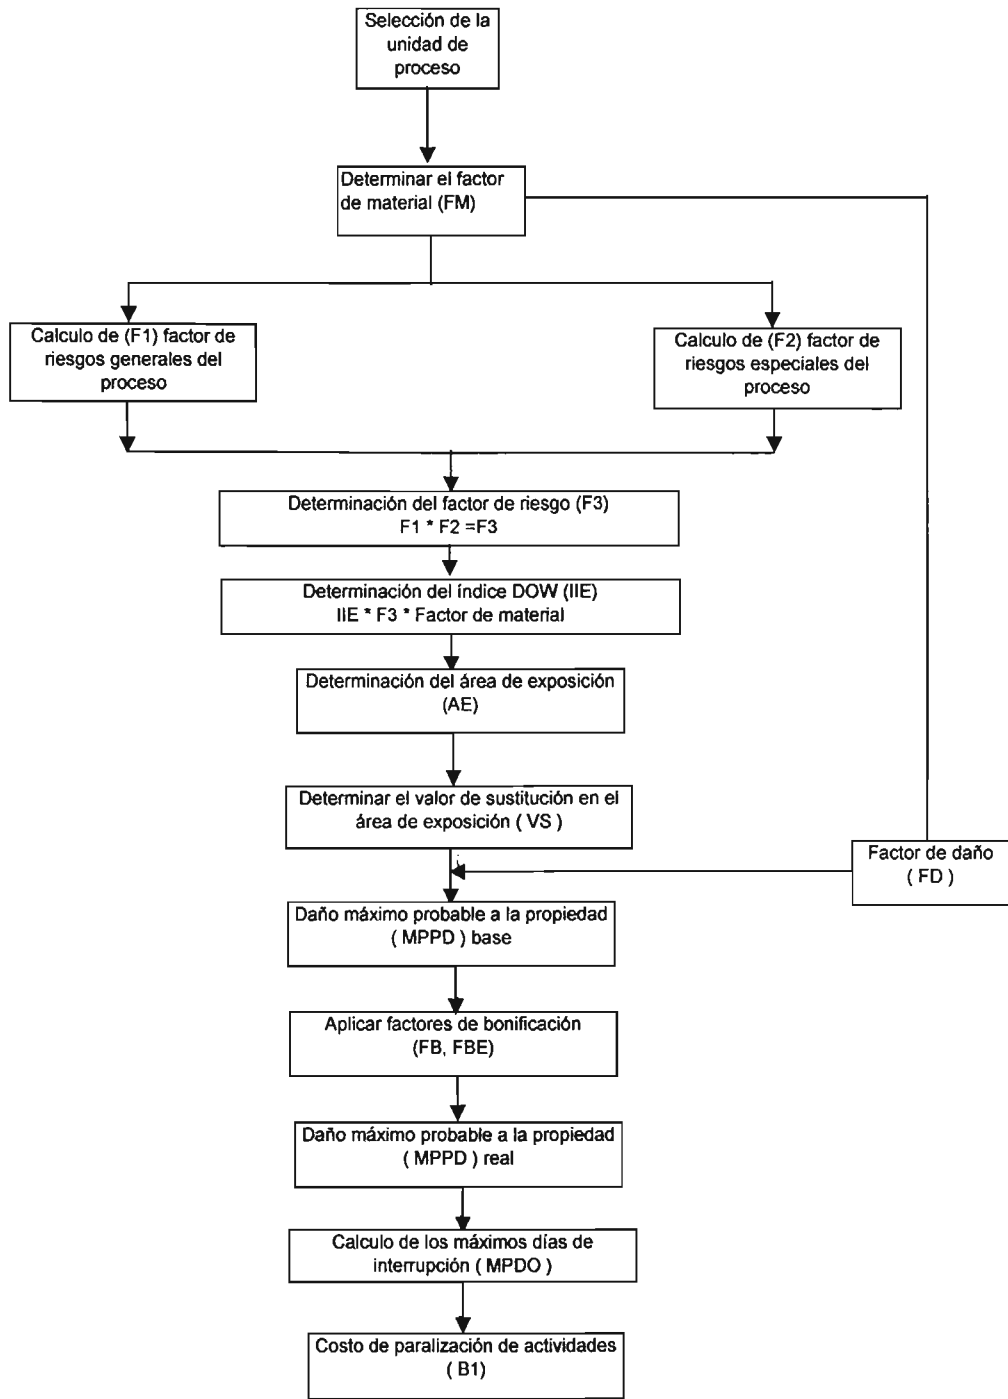 Selección de la
unidad de
proceso
Determinar el factor
de material (FM)
Calculo de (F1) factor de
riesgos generales del
proceso
Calculo de (F2) factor de
riesgos especiales del
proceso
Determinación del factor de riesgo (F3)
F1 * F2 =F3
Determinación del índice DOW (IIE)
IIE * F3 * Factor de material
Determinación del área de exposición
(AE)
Determinar el valor de sustitución en el
área de exposición ( VS )
Factor de daño
( FD )
Daño máximo probable a la propiedad
( MPPD ) base
Aplicar factores de bonificación
(FB, FBE)
Daño máximo probable a la propiedad
( MPPD ) real
Calculo de los máximos días de
interrupción ( MPDO )
Costo de paralización de actividades
( B1)